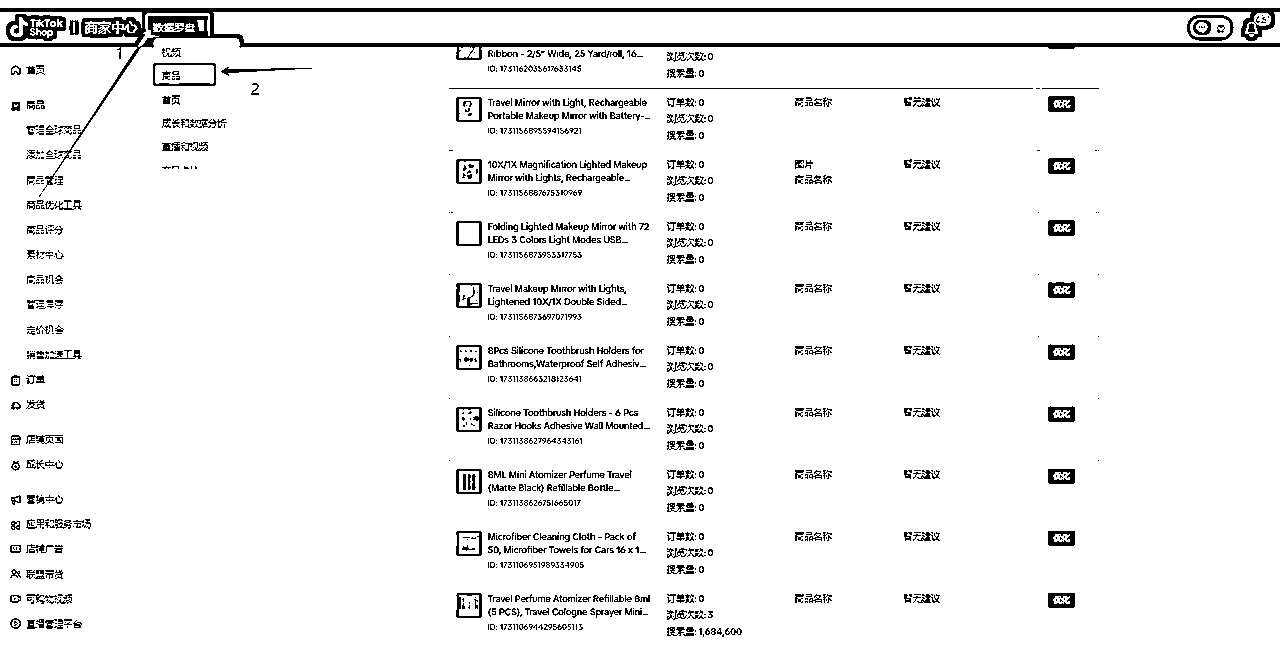 TikTok
Shop
商家中心
数据罗盘
1
视频
商品
2
首页
成长和数据分析
直播和视频
首页
商品
管理全球商品
添加全球商品
商品管理
商品优化工具
商品评分
素材中心
商品机会
管理库存
定价机会
销售加速工具
订单
发货
店铺页面
成长中心
营销中心
应用和服务市场
店铺广告
联盟带货
可购物视频
直播管理平台
Ribbon - 2/5" Wide, 25 Yard/roll, 16...
ID: 1731162035617633145
浏览次数: 0
搜索量: 0
Travel Mirror with Light, Rechargeable
Portable Makeup Mirror with Battery-...
ID: 1731156895594156921
订单数: 0
浏览次数: 0
搜索量: 0
商品名称
暂无建议
优化
10X/1X Magnification Lighted Makeup
Mirror with Lights, Rechargeable...
ID: 1731156887675310969
订单数: 0
浏览次数: 0
搜索量: 0
图片
商品名称
暂无建议
优化
Folding Lighted Makeup Mirror with 72
LEDs 3 Colors Light Modes USB...
ID: 1731156873953317753
订单数: 0
浏览次数: 0
搜索量: 0
商品名称
暂无建议
优化
Travel Makeup Mirror with Lights,
Lightened 10X/1X Double Sided...
ID: 1731156873697071993
订单数: 0
浏览次数: 0
搜索量: 0
商品名称
暂无建议
优化
8Pcs Silicone Toothbrush Holders for
Bathrooms,Waterproof Self Adhesiv...
ID: 1731138663218123641
订单数: 0
浏览次数: 0
搜索量: 0
商品名称
暂无建议
优化
Silicone Toothbrush Holders - 6 Pcs
Razor Hooks Adhesive Wall Mounted...
ID: 1731138627964343161
订单数: 0
浏览次数: 0
搜索量: 0
商品名称
暂无建议
优化
8ML Mini Atomizer Perfume Travel
(Matte Black) Refillable Bottle...
ID: 1731138626751665017
订单数: 0
浏览次数: 0
搜索量: 0
商品名称
暂无建议
优化
Microfiber Cleaning Cloth - Pack of
50, Microfiber Towels for Cars 16 x 1...
ID: 1731106951989334905
订单数: 0
浏览次数: 0
搜索量: 0
商品名称
暂无建议
优化
Travel Perfume Atomizer Refillable 8ml
(5 PCS), Travel Cologne Sprayer Mini...
ID: 1731106944295605113
订单数: 0
浏览次数: 3
搜索量: 1,684,600
商品名称
暂无建议
优化